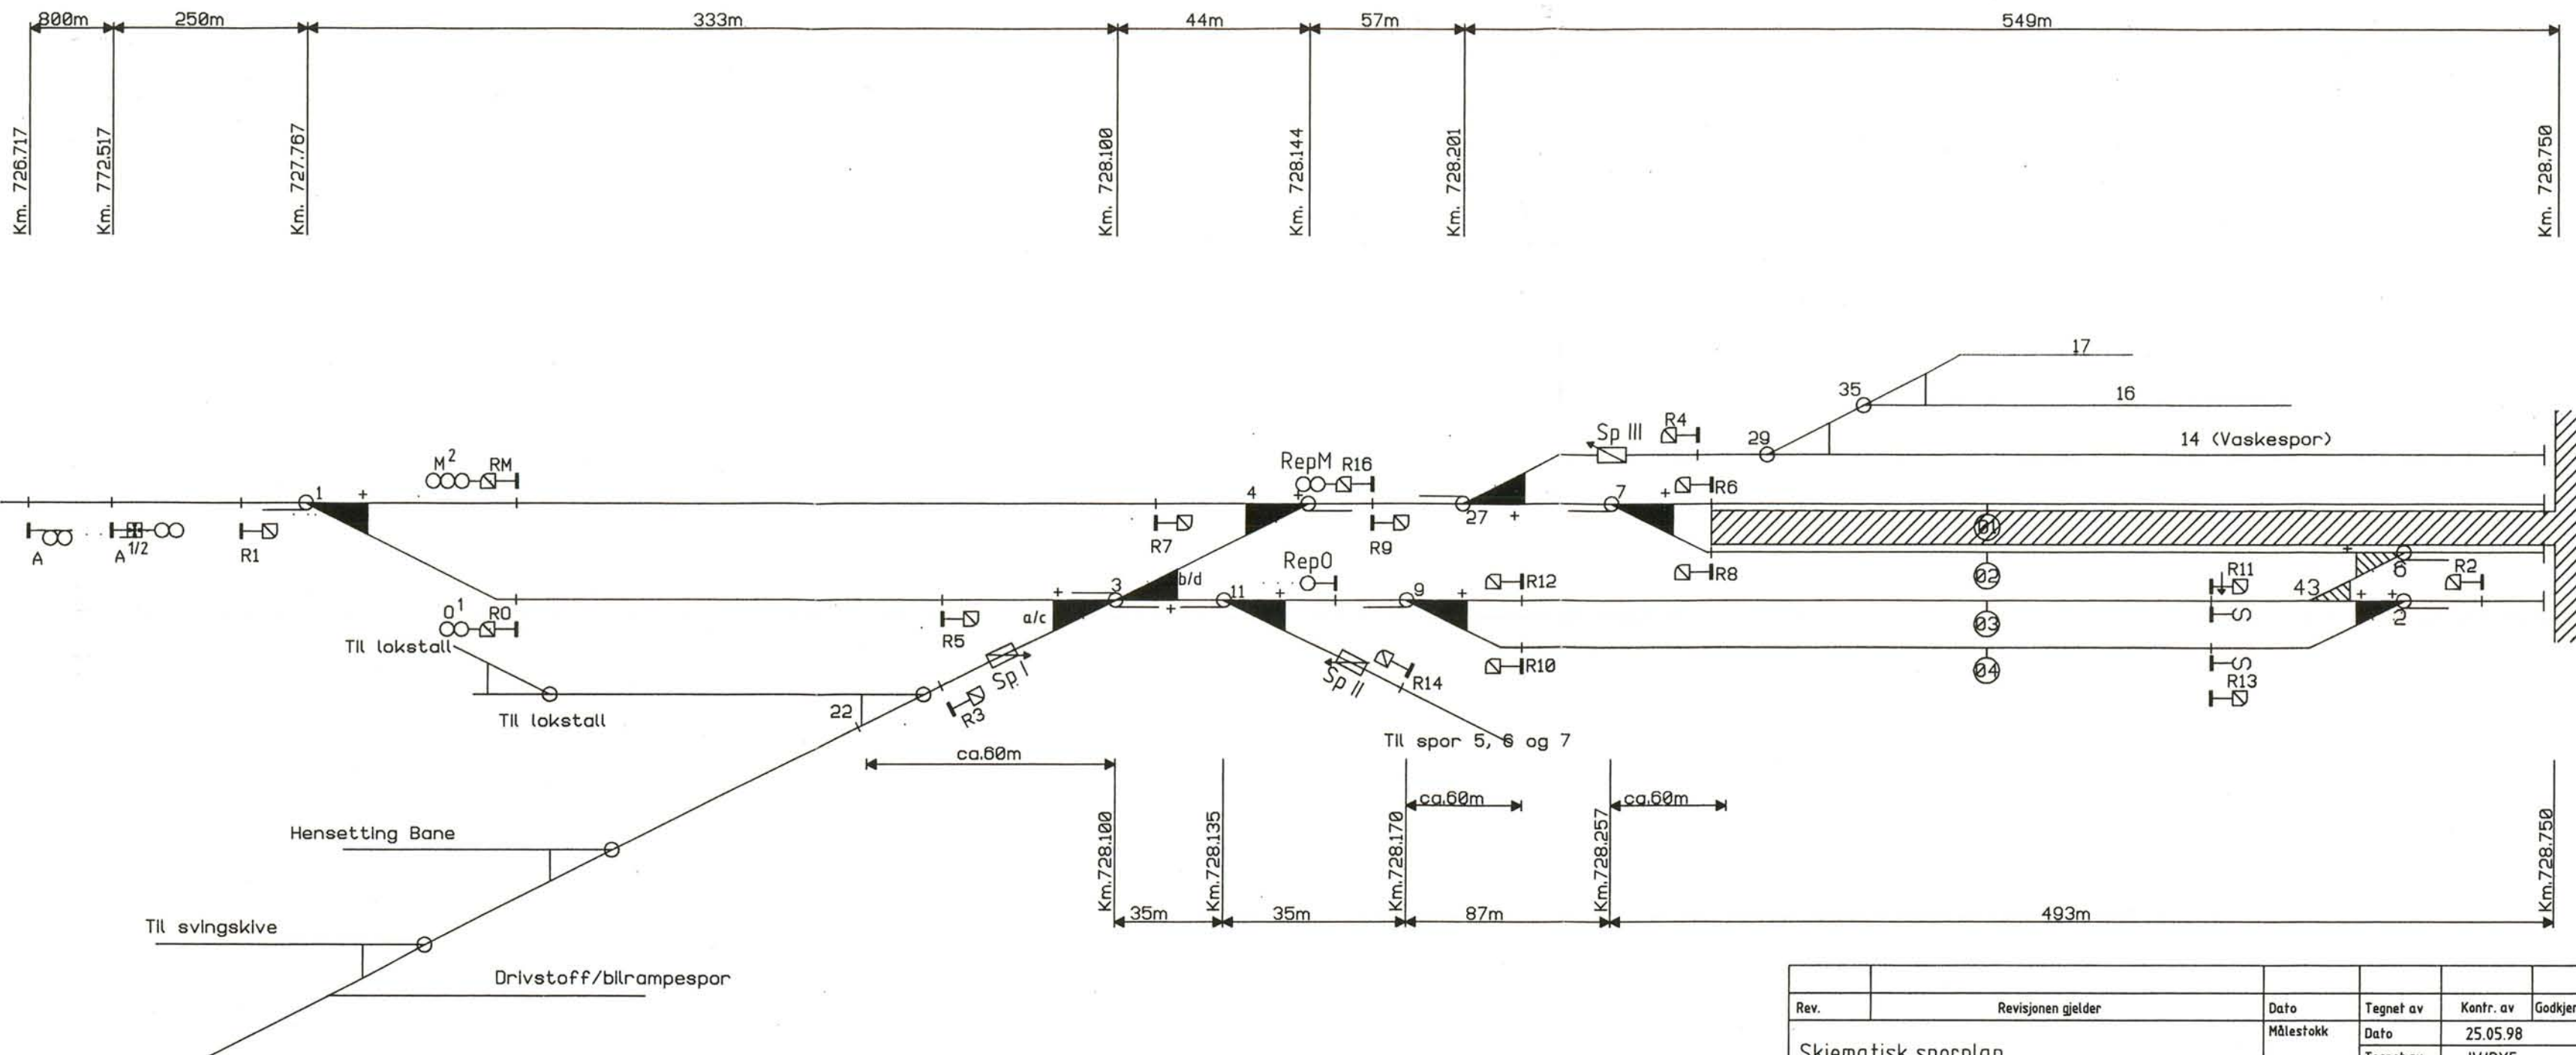 800m 250m 333m 44m 57m 549m
Km. 726.717
Km. 772.517
Km. 727.767
Km. 728.100
Km. 728.144
Km. 728.201
Km. 728.750
17
35 16
Sp III R4 29 14 (Vaskespor)
M2 RM RepM R16 R6
1 + 4 + 27 + 7 +
A A1/2 R1 R7 R9 01
RepO R12 R8 02 43 + 6 R2 R11
3 b/d + 11 + 9 + + + 2
O1 RO a/c + R5 03 S
Til lokstall Sp I Sp II R14 R10 04 S
R13
22 R3
Til lokstall
Til spor 5, 6 og 7
ca.60m ca.60m ca.60m
Hensetting Bane
Km.728.100
Km.728.135
Km.728.170
Km.728.257
Km.728.750
35m 35m 87m 493m
Til svingskive
Drivstoff/bilrampespor
Rev. Revisjonen gjelder Dato Tegnet av Kontr. av Godkjen
Målestokk Dato 25.05.98
Skjematisk sporplan